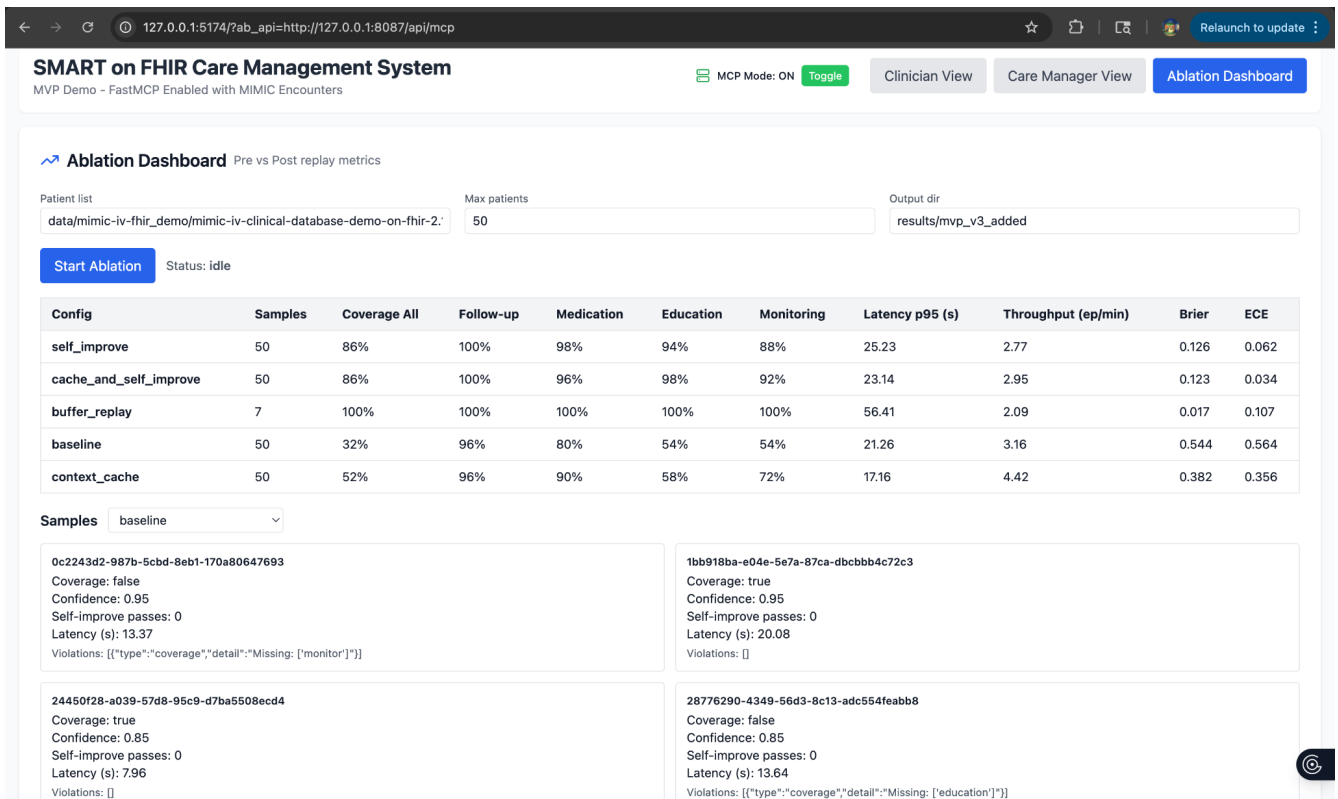 127.0.0.1:5174/?ab_api=http://127.0.0.1:8087/api/mcp
Relaunch to update
SMART on FHIR Care Management System
MVP Demo - FastMCP Enabled with MIMIC Encounters
MCP Mode: ON Toggle Clinician View Care Manager View Ablation Dashboard
Ablation Dashboard Pre vs Post replay metrics
Patient list Max patients Output dir
data/mimic-iv-fhir_demo/mimic-iv-clinical-database-demo-on-fhir-2. 50 results/mvp_v3_added
Start Ablation Status: idle
Config Samples Coverage All Follow-up Medication Education Monitoring Latency p95 (s) Throughput (ep/min) Brier ECE
self_improve 50 86% 100% 98% 94% 88% 25.23 2.77 0.126 0.062
cache_and_self_improve 50 86% 100% 96% 98% 92% 23.14 2.95 0.123 0.034
buffer_replay 7 100% 100% 100% 100% 100% 56.41 2.09 0.017 0.107
baseline 50 32% 96% 80% 54% 54% 21.26 3.16 0.544 0.564
context_cache 50 52% 96% 90% 58% 72% 17.16 4.42 0.382 0.356
Samples baseline
0c2243d2-987b-5cbd-8eb1-170a80647693
Coverage: false
Confidence: 0.95
Self-improve passes: 0
Latency (s): 13.37
Violations: [{"type":"coverage","detail":"Missing: ['monitor']"}]
1bb918ba-e04e-5e7a-87ca-dbcbbb4c72c3
Coverage: true
Confidence: 0.95
Self-improve passes: 0
Latency (s): 20.08
Violations: []
24450f28-a039-57d8-95c9-d7ba5508ecd4
Coverage: true
Confidence: 0.85
Self-improve passes: 0
Latency (s): 7.96
Violations: []
28776290-4349-56d3-8c13-adc554feabb8
Coverage: false
Confidence: 0.85
Self-improve passes: 0
Latency (s): 13.64
Violations: [{"type":"coverage","detail":"Missing: ['education']"}]